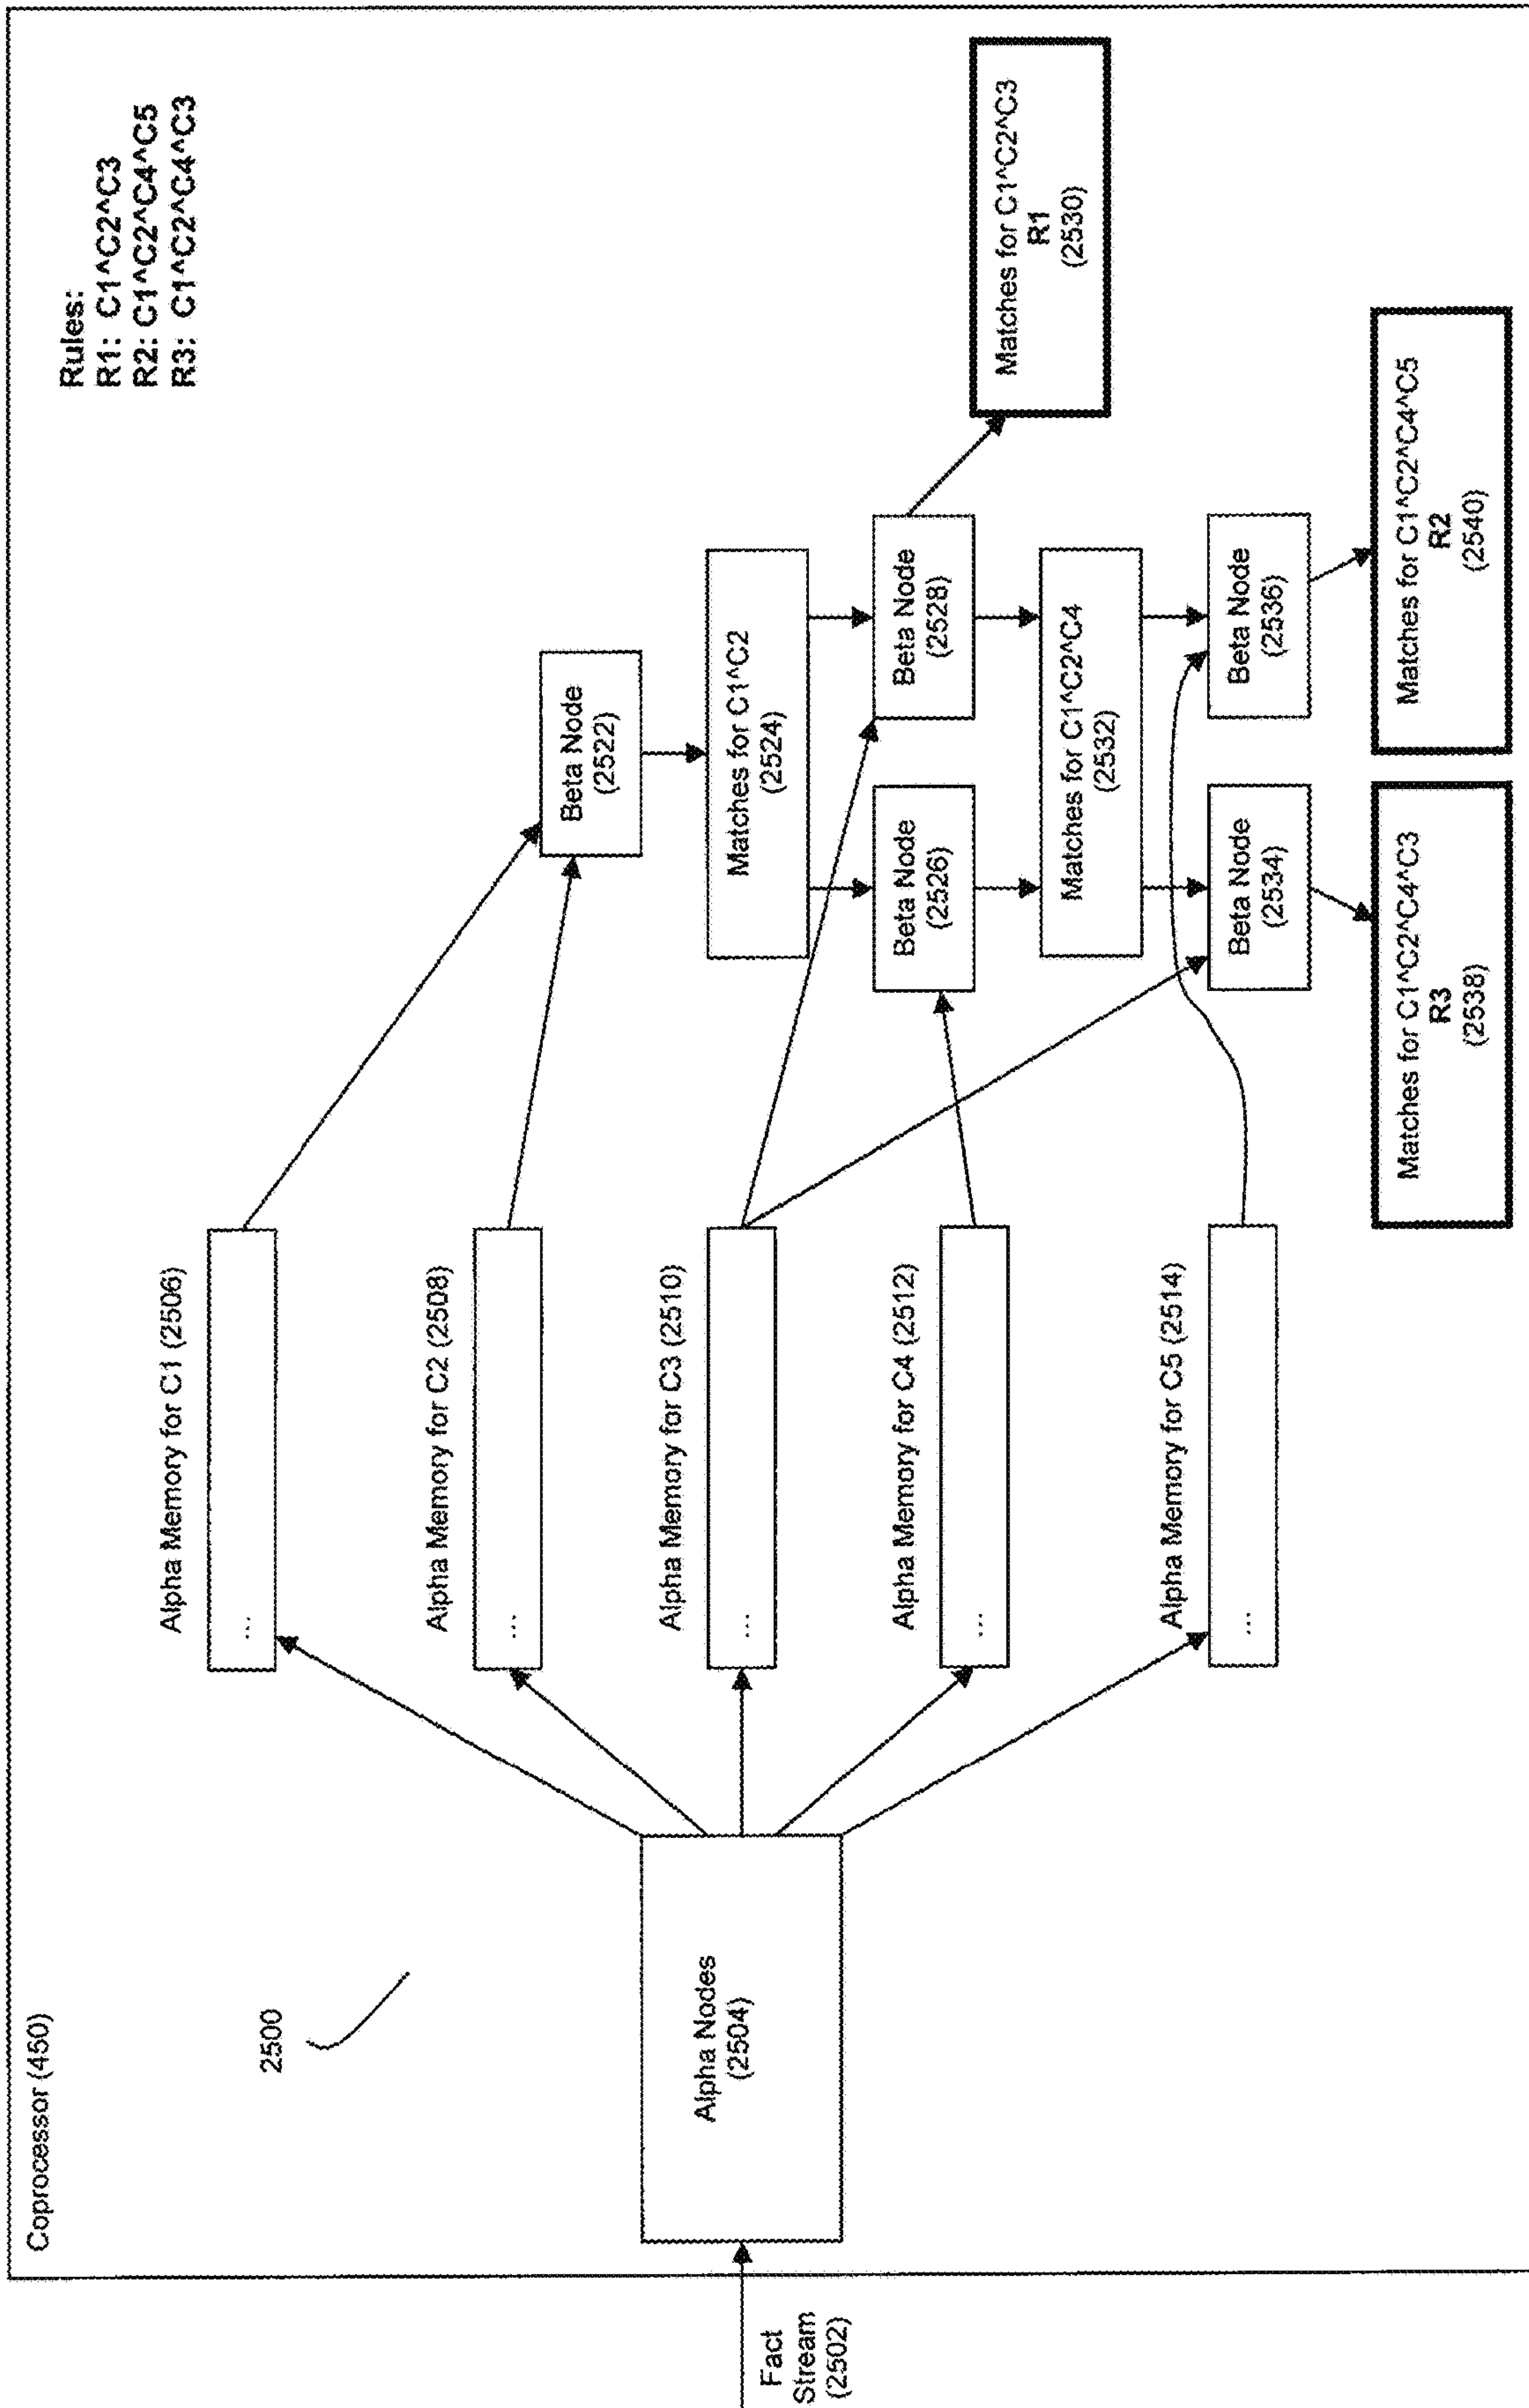 Coprocessor (450)
2500
Rules:
R1: C1^C2^C3
R2: C1^C2^C4^C5
R3: C1^C2^C4^C3
Fact
Stream
(2502)
Alpha Nodes
(2504)
Alpha Memory for C1 (2506)
...
Alpha Memory for C2 (2508)
...
Alpha Memory for C3 (2510)
...
Alpha Memory for C4 (2512)
...
Alpha Memory for C5 (2514)
...
Beta Node
(2522)
Matches for C1^C2
(2524)
Beta Node
(2526)
Beta Node
(2528)
Matches for C1^C2^C3
R1
(2530)
Matches for C1^C2^C4
(2532)
Beta Node
(2534)
Beta Node
(2536)
Matches for C1^C2^C4^C3
R3
(2538)
Matches for C1^C2^C4^C5
R2
(2540)